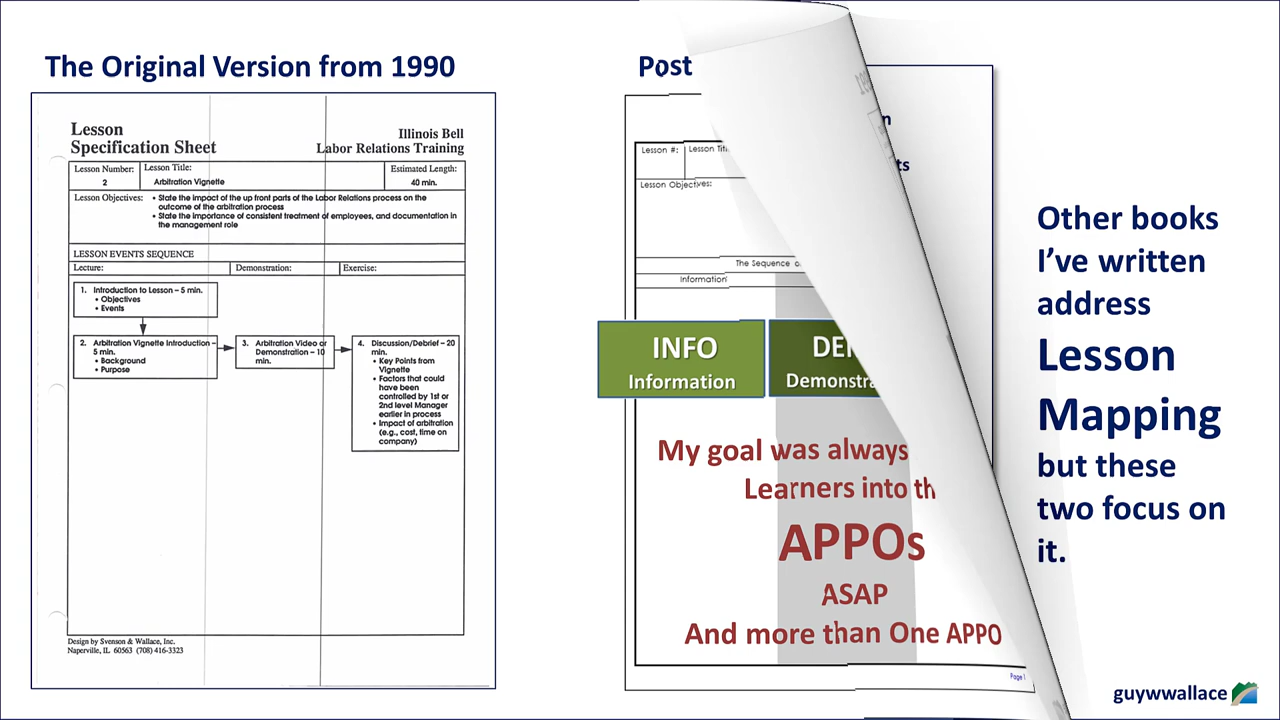 The Original Version from 1990
Lesson
Specification Sheet
Illinois Bell
Labor Relations Training
Lesson Number:
2
Lesson Title:
Arbitration Vignette
Estimated Length:
40 min.
Lesson Objectives:
• State the impact of the up front parts of the Labor Relations process on the
outcome of the arbitration process
• State the importance of consistent treatment of employees, and documentation in
the management role
LESSON EVENTS SEQUENCE
Lecture:
Demonstration:
Exercise:
1. Introduction to Lesson – 5 min.
• Objectives
• Events
2. Arbitration Vignette Introduction –
5 min.
• Background
• Purpose
3. Arbitration Video or
Demonstration – 10
min.
4. Discussion/Debrief – 20
min.
• Key Points from
Vignette
• Factors that could
have been
controlled by 1st or
2nd level Manager
earlier in process
• Impact of arbitration
(e.g., cost, time on
company)
Design by Svenson & Wallace, Inc.
Naperville, IL 60563 (708) 416-3323
Post
Lesson #:
Lesson
Lesson Objectives:
The Sequence
Information
INFO
Information
My goal was always
Learners into
APPOs
ASAP
And more than One APPO
Page 1
Other books
I’ve written
address
Lesson
Mapping
but these
two focus on
it.
guywwallace